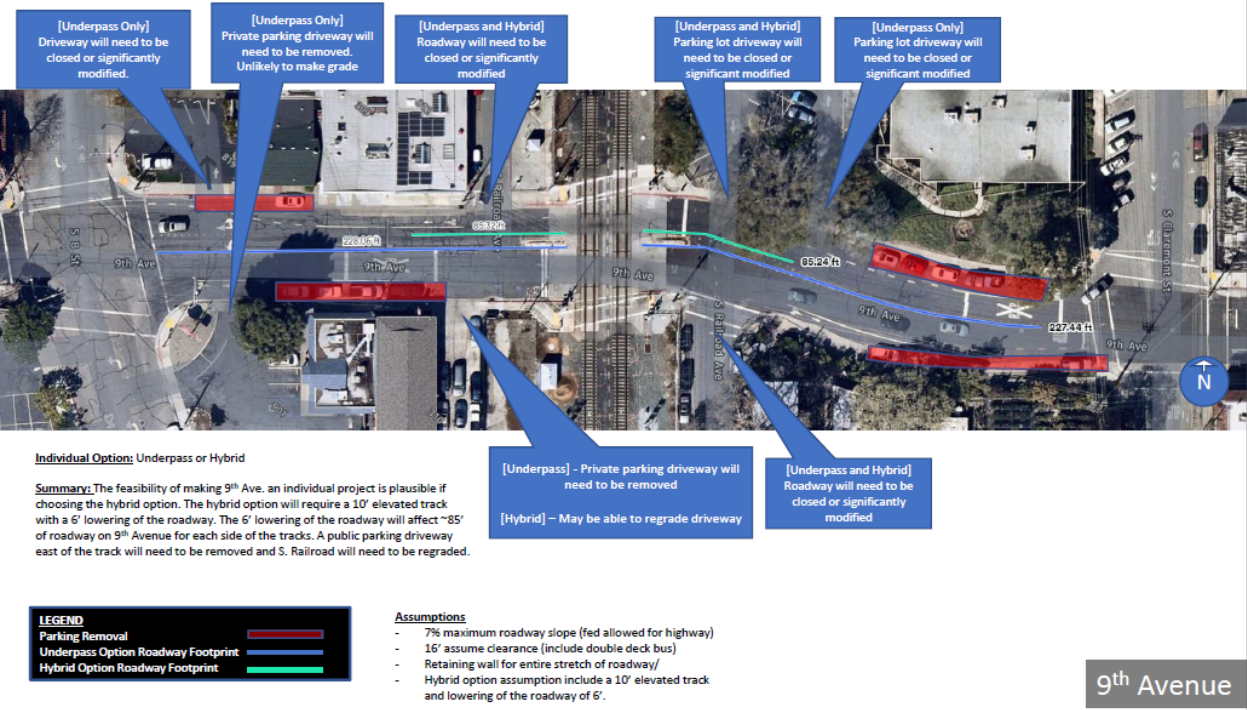 [Underpass Only]
Driveway will need to be
closed or significantly
modified.
[Underpass Only]
Private parking driveway will
need to be removed.
Unlikely to make grade
[Underpass and Hybrid]
Roadway will need to be
closed or significantly
modified
[Underpass and Hybrid]
Parking lot driveway will
need to be closed or
significant modified
[Underpass Only]
Parking lot driveway will
need to be closed or
significant modified
S B St
9th Ave
228.06 ft
85.32 ft
9th Ave
9th Ave
S Railroad Ave
85.24 ft
9th Ave
227.44 ft
9th Ave
S Claremont St
N
[Underpass] - Private parking driveway will
need to be removed
[Hybrid] – May be able to regrade driveway
[Underpass and Hybrid]
Roadway will need to be
closed or significantly
modified
Individual Option: Underpass or Hybrid
Summary: The feasibility of making 9th Ave. an individual project is plausible if
choosing the hybrid option. The hybrid option will require a 10’ elevated track
with a 6’ lowering of the roadway. The 6’ lowering of the roadway will affect ~85’
of roadway on 9th Avenue for each side of the tracks. A public parking driveway
east of the track will need to be removed and S. Railroad will need to be regraded.
LEGEND
Parking Removal
Underpass Option Roadway Footprint
Hybrid Option Roadway Footprint
Assumptions
- 7% maximum roadway slope (fed allowed for highway)
- 16’ assume clearance (include double deck bus)
- Retaining wall for entire stretch of roadway/
- Hybrid option assumption include a 10’ elevated track
and lowering of the roadway of 6’.
9th Avenue